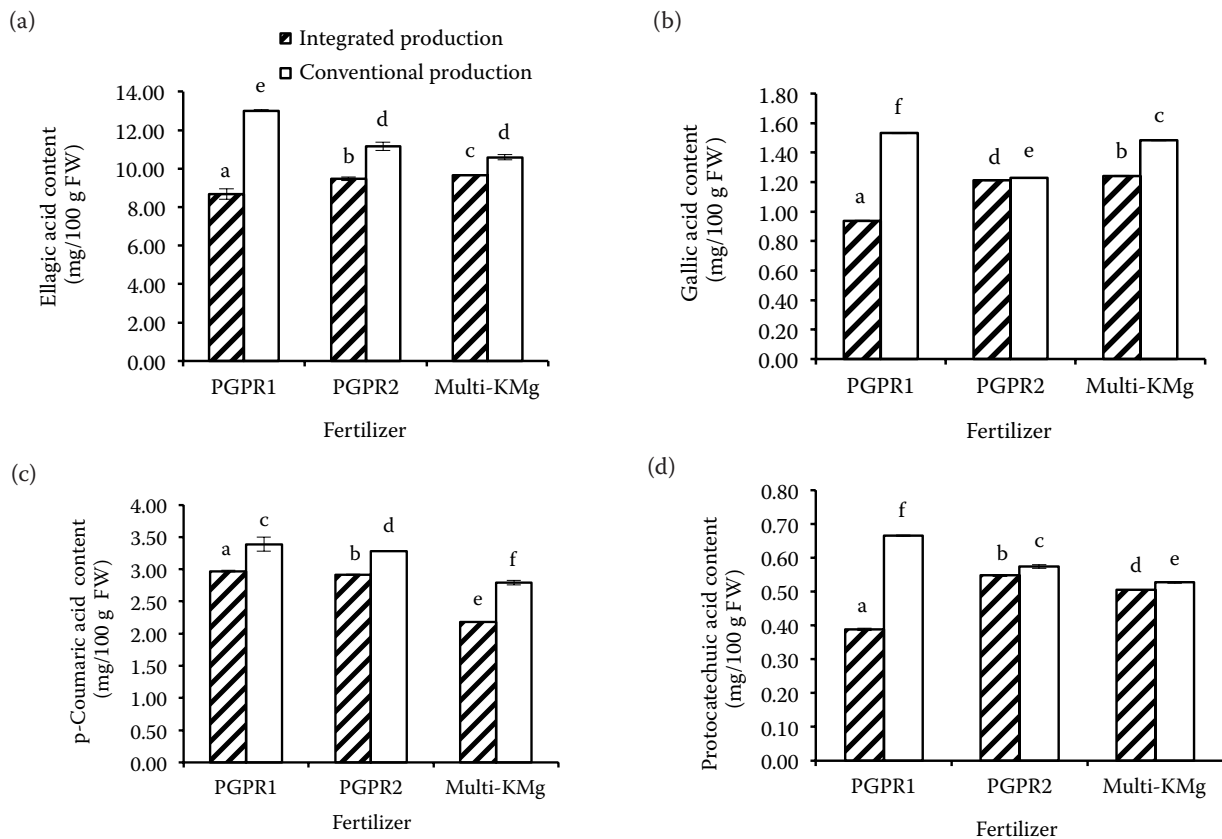 (a)
Integrated production
Conventional production
Ellagic acid content
(mg/100 g FW)
14.00
12.00
10.00
8.00
6.00
4.00
2.00
0.00
a
e
b
d
c
d
PGPR1 PGPR2 Multi-KMg
Fertilizer
(b)
Gallic acid content
(mg/100 g FW)
1.80
1.60
1.40
1.20
1.00
0.80
0.60
0.40
0.20
0.00
a
f
d
e
b
c
PGPR1 PGPR2 Multi-KMg
Fertilizer
(c)
p-Coumaric acid content
(mg/100 g FW)
4.00
3.50
3.00
2.50
2.00
1.50
1.00
0.50
0.00
a
c
b
d
e
f
PGPR1 PGPR2 Multi-KMg
Fertilizer
(d)
Protocatechuic acid content
(mg/100 g FW)
0.80
0.70
0.60
0.50
0.40
0.30
0.20
0.10
0.00
a
f
b
c
d
e
PGPR1 PGPR2 Multi-KMg
Fertilizer